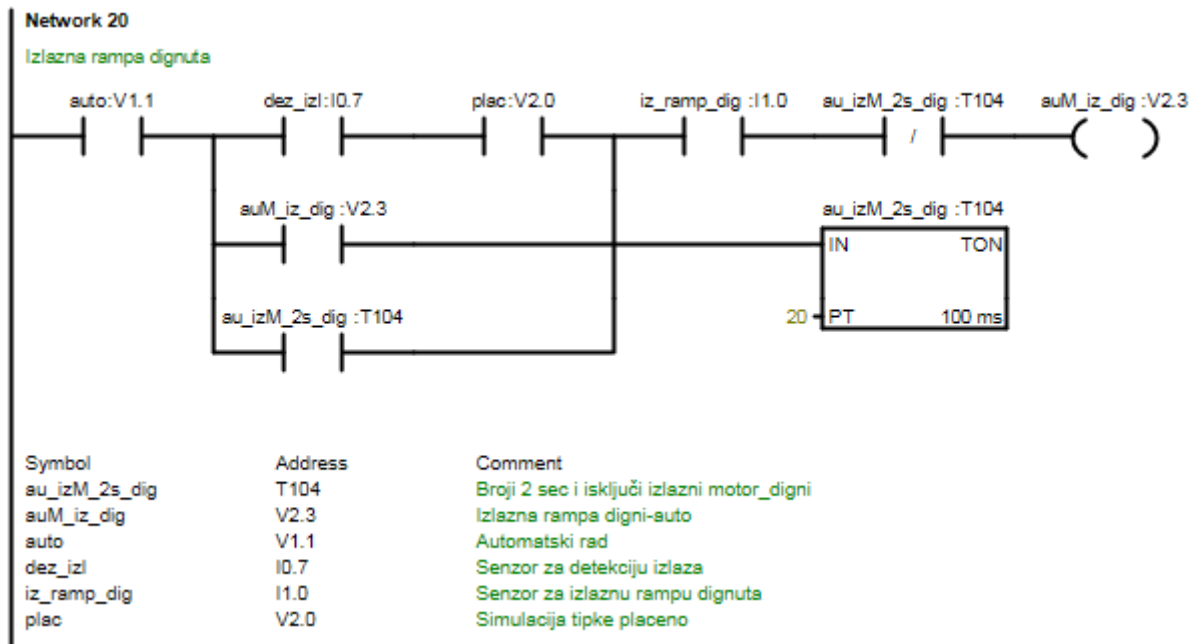 Network 20
Izlazna rampa dignuta
auto:V1.1 dez_izl:I0.7 plac:V2.0 iz_ramp_dig :I1.0 au_izM_2s_dig :T104 auM_iz_dig :V2.3
/
auM_iz_dig :V2.3 au_izM_2s_dig :T104
IN TON
au_izM_2s_dig :T104 20 PT 100 ms
Symbol Address Comment
au_izM_2s_dig T104 Broji 2 sec i isključi izlazni motor_digni
auM_iz_dig V2.3 Izlazna rampa digni-auto
auto V1.1 Automatski rad
dez_izl I0.7 Senzor za detekciju izlaza
iz_ramp_dig I1.0 Senzor za izlaznu rampu dignuta
plac V2.0 Simulacija tipke placeno